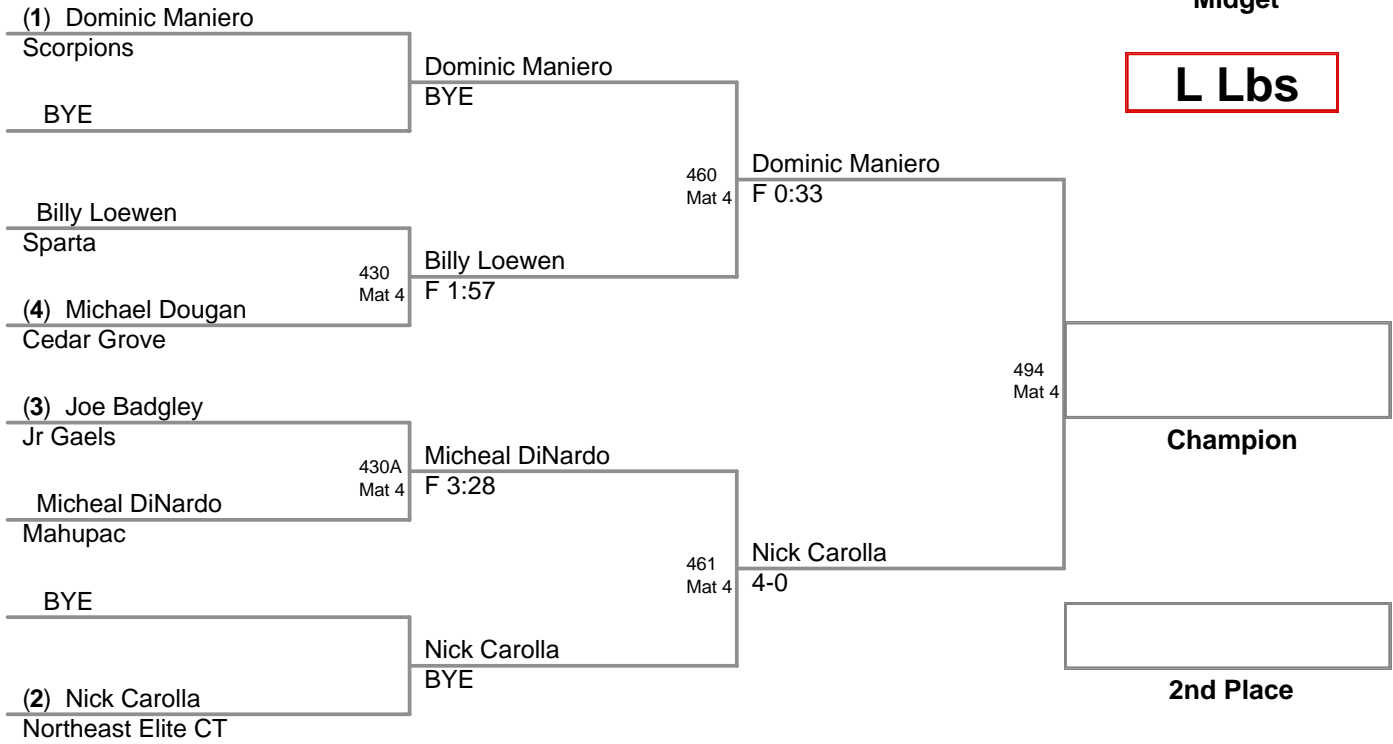 Midget
L Lbs
(1) Dominic Maniero
Scorpions
BYE
Billy Loewen
Sparta
(4) Michael Dougan
Cedar Grove
(3) Joe Badgley
Jr Gaels
Micheal DiNardo
Mahupac
BYE
(2) Nick Carolla
Northeast Elite CT
Dominic Maniero
BYE
430
Mat 4
Billy Loewen
F 1:57
430A
Mat 4
Micheal DiNardo
F 3:28
Nick Carolla
BYE
460
Mat 4
Dominic Maniero
F 0:33
461
Mat 4
Nick Carolla
4-0
494
Mat 4
Champion
2nd Place